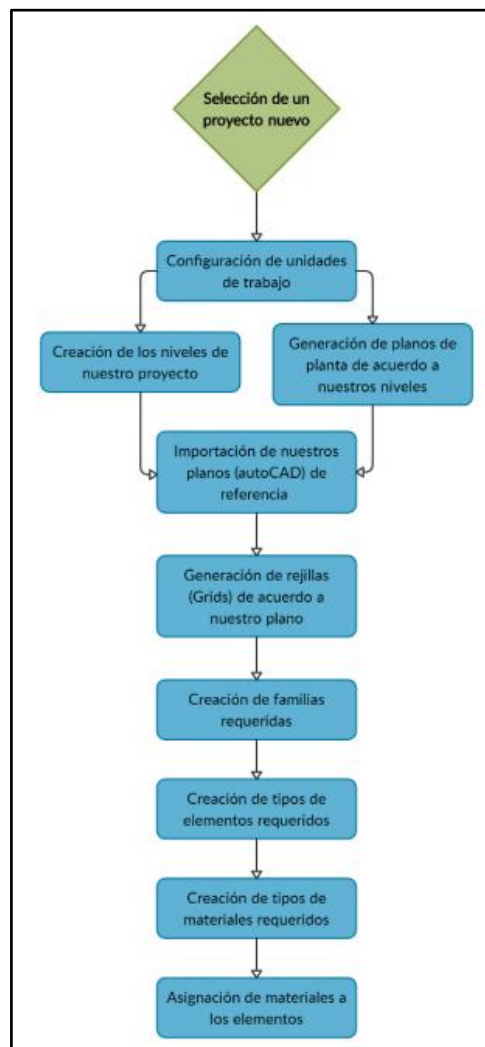 Selección de un
proyecto nuevo
Configuración de unidades
de trabajo
Creación de los niveles de
nuestro proyecto
Generación de planos de
planta de acuerdo a
nuestros niveles
Importación de nuestros
planos (autoCAD) de
referencia
Generación de rejillas
(Grids) de acuerdo a
nuestro plano
Creación de familias
requeridas
Creación de tipos de
elementos requeridos
Creación de tipos de
materiales requeridos
Asignación de materiales a
los elementos